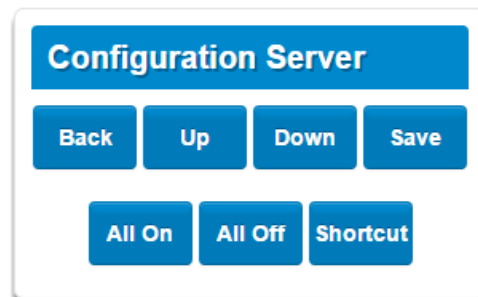 Configuration Server
Back Up Down Save
All On All Off Shortcut